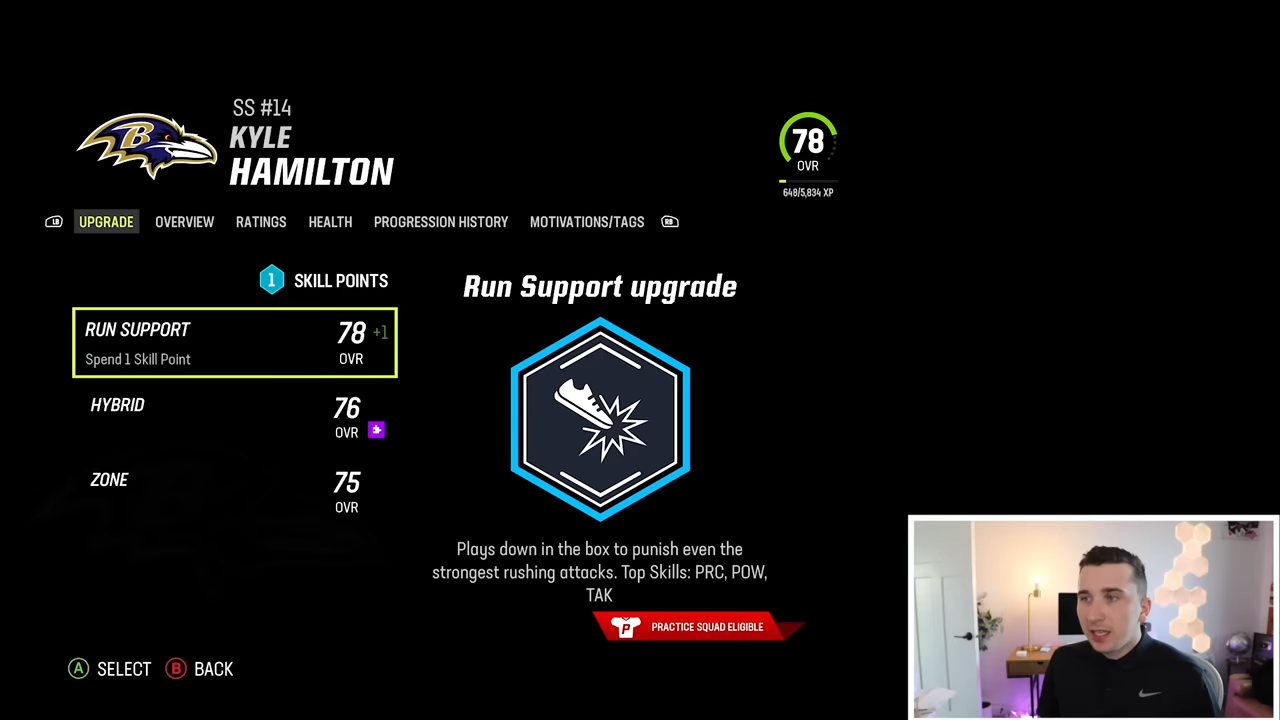 SS #14
KYLE
HAMILTON
78
OVR
648/5,834 XP
LB UPGRADE OVERVIEW RATINGS HEALTH PROGRESSION HISTORY MOTIVATIONS/TAGS RB
1 SKILL POINTS
RUN SUPPORT 78 +1
Spend 1 Skill Point OVR
HYBRID 76
OVR
ZONE 75
OVR
Run Support upgrade
Plays down in the box to punish even the
strongest rushing attacks. Top Skills: PRC, POW,
TAK
P PRACTICE SQUAD ELIGIBLE
A SELECT B BACK